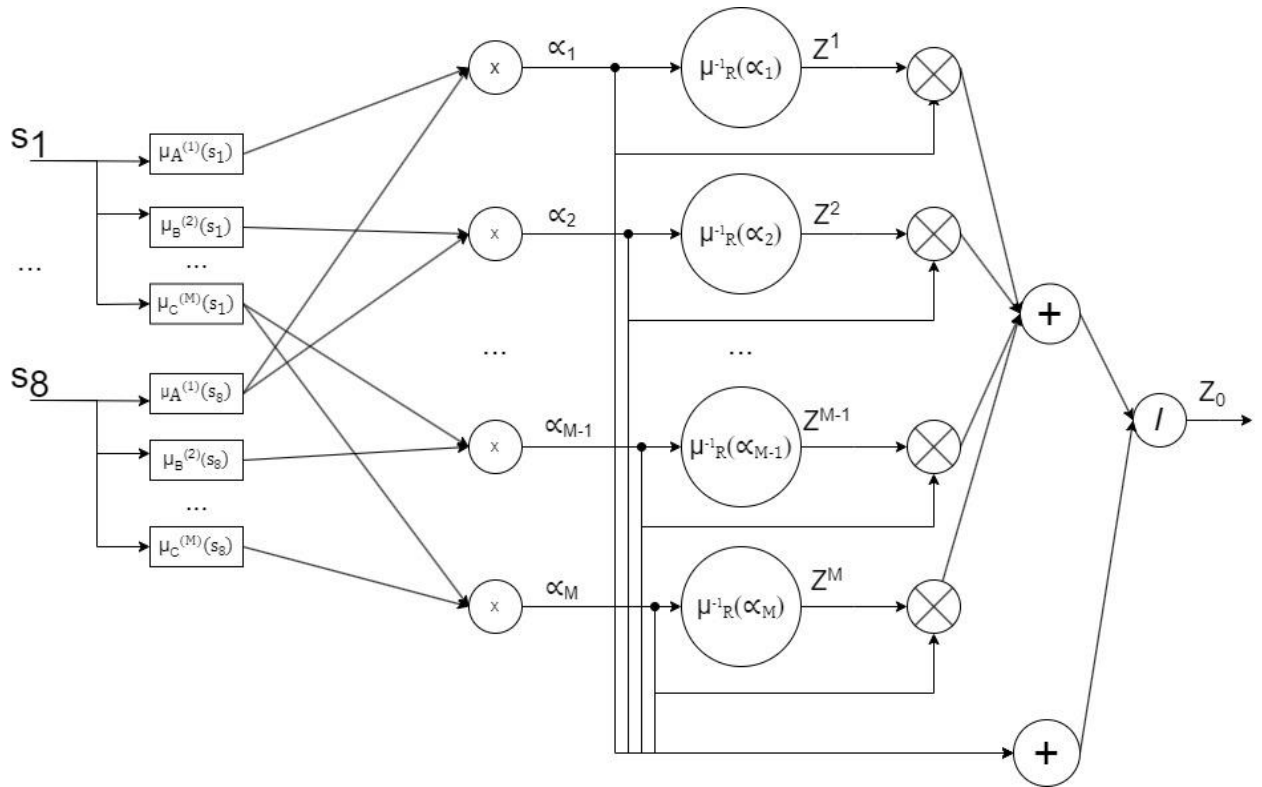 s1
μA⁽¹⁾(s₁)
μB⁽²⁾(s₁)
...
μC⁽ᴹ⁾(s₁)
...
s8
μA⁽¹⁾(s₈)
μB⁽²⁾(s₈)
...
μC⁽ᴹ⁾(s₈)
x
∝₁
μ⁻¹R(∝₁)
Z¹
x
∝₂
μ⁻¹R(∝₂)
Z²
...
...
x
∝M-1
μ⁻¹R(∝M-1)
Zᴹ⁻¹
x
∝M
μ⁻¹R(∝M)
Zᴹ
+
+
/
Z₀